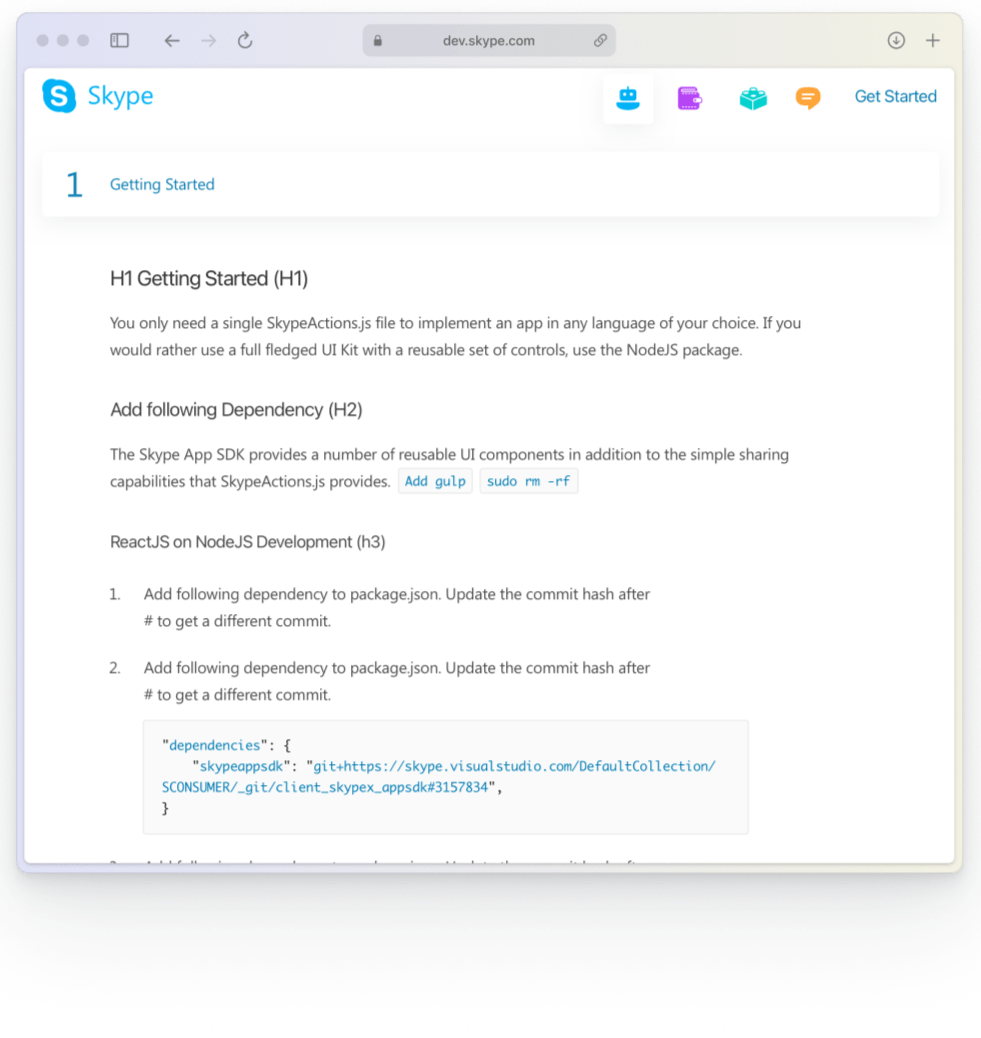 dev.skype.com
Skype
Get Started
1
Getting Started
H1 Getting Started (H1)
You only need a single SkypeActions.js file to implement an app in any language of your choice. If you
would rather use a full fledged UI Kit with a reusable set of controls, use the NodeJS package.
Add following Dependency (H2)
The Skype App SDK provides a number of reusable UI components in addition to the simple sharing
capabilities that SkypeActions.js provides. Add gulp sudo rm -rf
ReactJS on NodeJS Development (h3)
1. Add following dependency to package.json. Update the commit hash after
# to get a different commit.
2. Add following dependency to package.json. Update the commit hash after
# to get a different commit.
"dependencies": {
"skypeappsdk": "git+https://skype.visualstudio.com/DefaultCollection/
SCONSUMER/_git/client_skypex_appsdk#3157834",
}